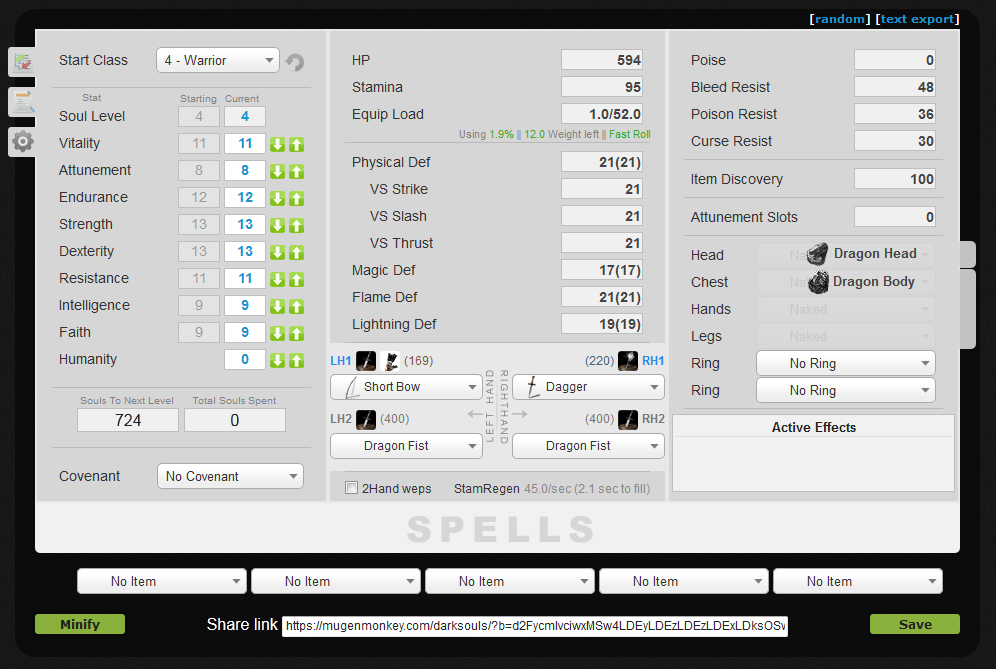 [random] [text export]
Start Class 4 - Warrior
Stat Starting Current
Soul Level 4 4
Vitality 11 11
Attunement 8 8
Endurance 12 12
Strength 13 13
Dexterity 13 13
Resistance 11 11
Intelligence 9 9
Faith 9 9
Humanity 0
Souls To Next Level Total Souls Spent
724 0
Covenant No Covenant
HP 594
Stamina 95
Equip Load 1.0/52.0
Using 1.9% || 12.0 Weight left || Fast Roll
Physical Def 21(21)
VS Strike 21
VS Slash 21
VS Thrust 21
Magic Def 17(17)
Flame Def 21(21)
Lightning Def 19(19)
LH1 (169) (220) RH1
Short Bow Dagger
LH2 (400) (400) RH2
Dragon Fist Dragon Fist
LEFT HAND
RIGHT HAND
2Hand weps StamRegen 45.0/sec (2.1 sec to fill)
Poise 0
Bleed Resist 48
Poison Resist 36
Curse Resist 30
Item Discovery 100
Attunement Slots 0
Head Dragon Head
Chest Dragon Body
Hands Naked
Legs Naked
Ring No Ring
Ring No Ring
Active Effects
SPELLS
No Item No Item No Item No Item No Item
Minify Share link https://mugenmonkey.com/darksouls/?b=d2FycmlvciwxMSw4LDEyLDEzLDEzLDExLDksOSw Save